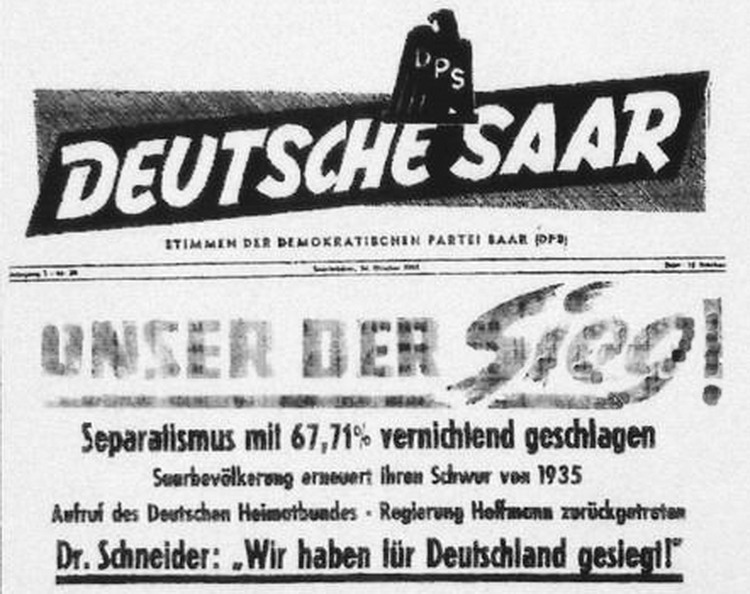 DPS
DEUTSCHE SAAR
STIMMEN DER DEMOKRATISCHEN PARTEI SAAR (DPS)
UNSER DER Sieg!
Separatismus mit 67,71% vernichtend geschlagen
Saarbevölkerung erneuert ihren Schwur von 1935
Aufruf des Deutschen Heimatbundes - Regierung Hoffmann zurückgetreten
Dr. Schneider: „Wir haben für Deutschland gesiegt!"